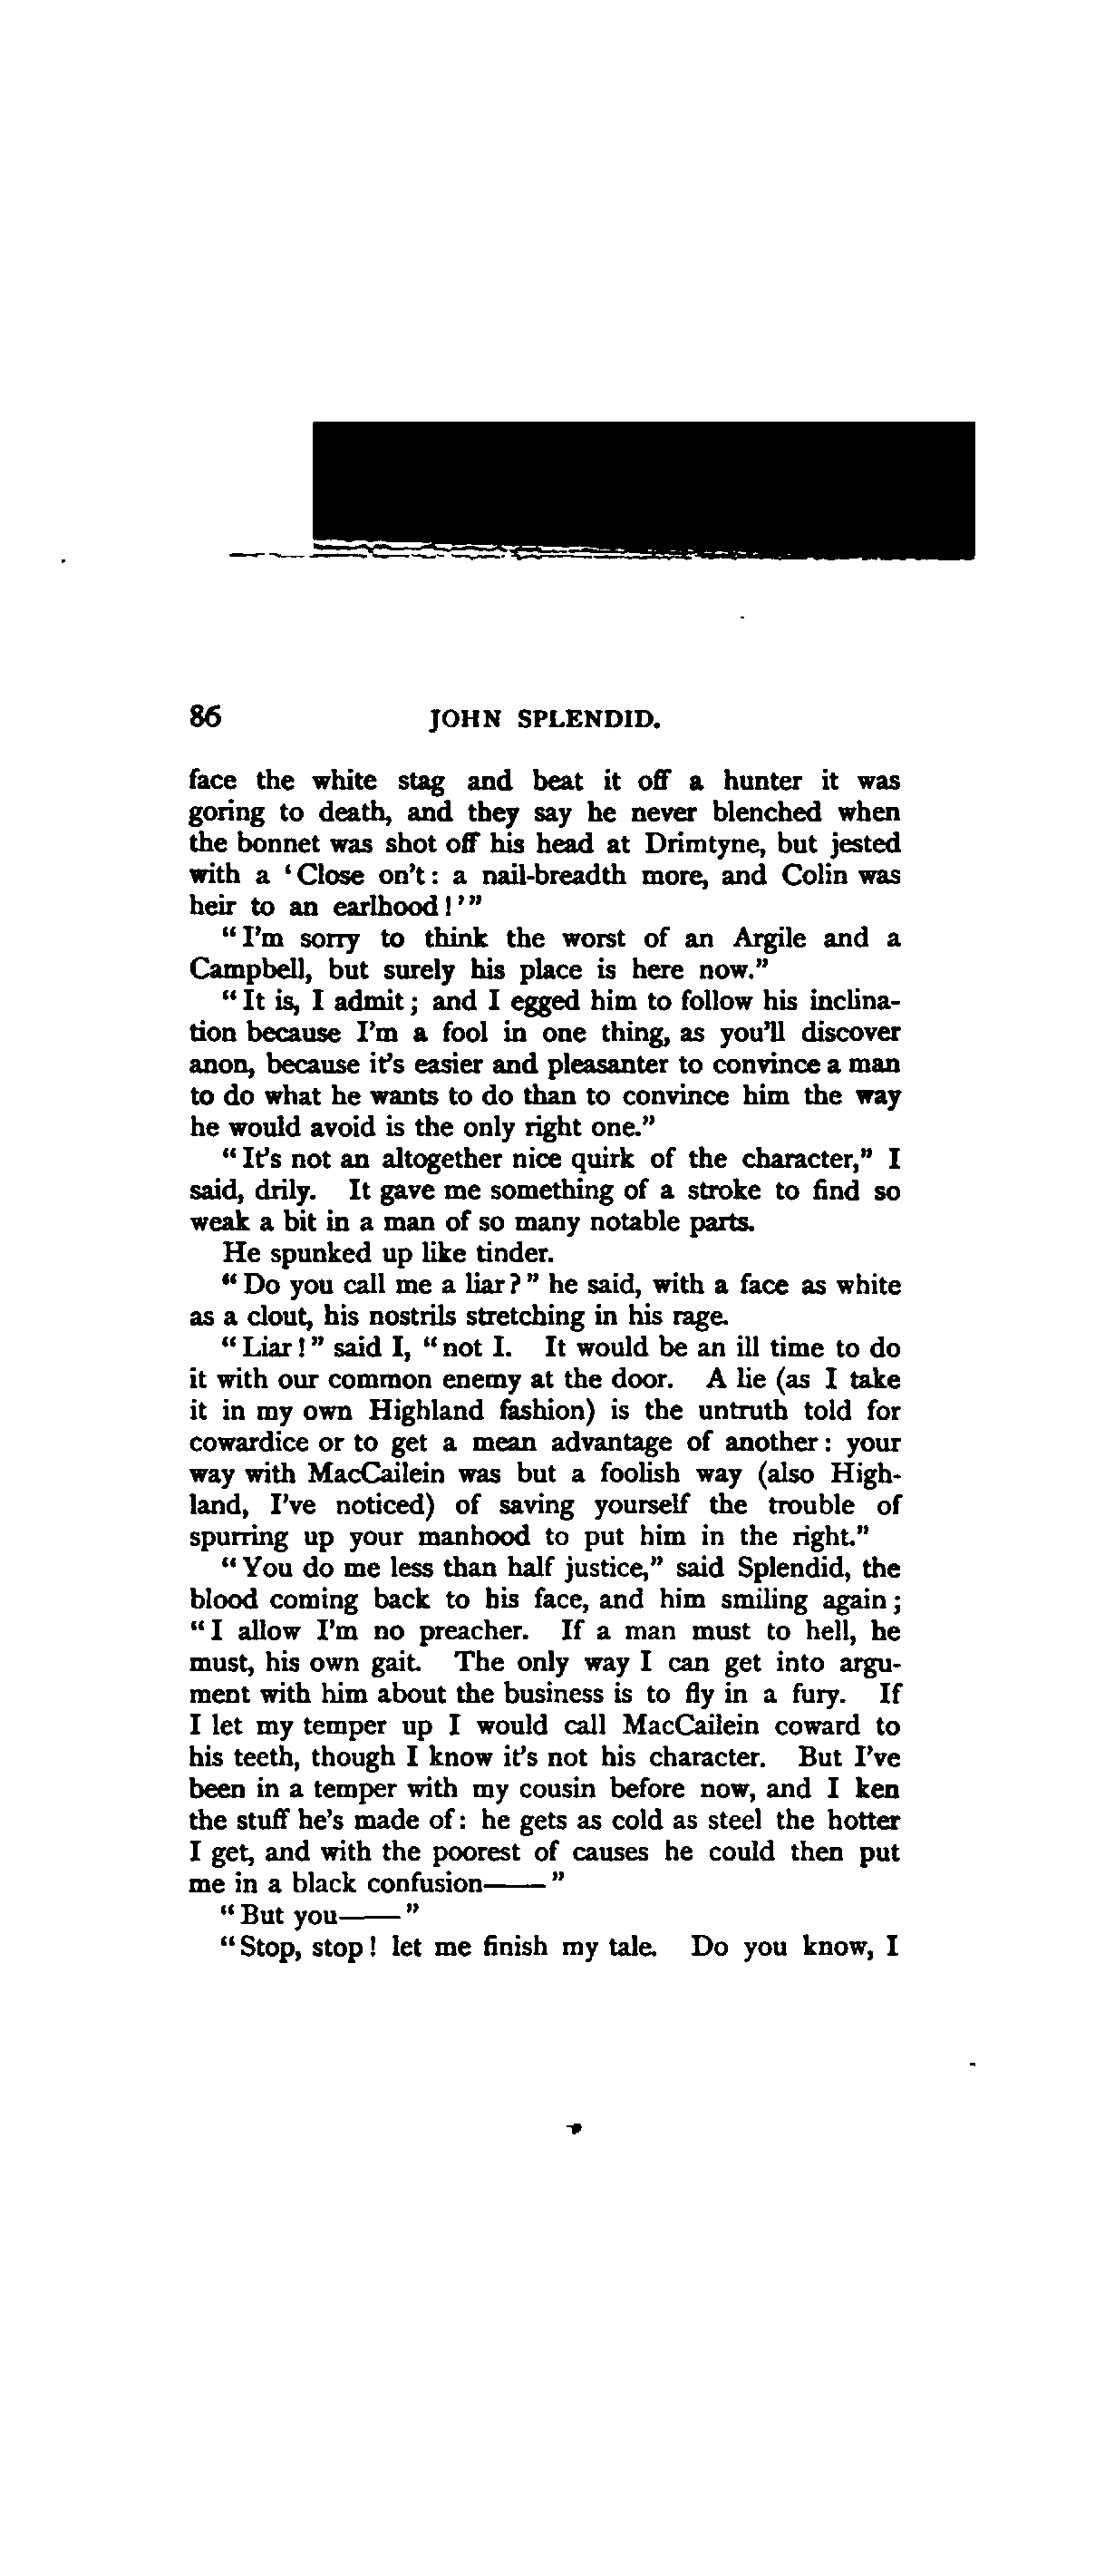 86 JOHN SPLENDID.
face the white stag and beat it off a hunter it was
goring to death, and they say he never blenched when
the bonnet was shot off his head at Drimtyne, but jested
with a ‘Close on't: a nail-breadth more, and Colin was
heir to an earlhood!’”
“I'm sorry to think the worst of an Argile and a
Campbell, but surely his place is here now.”
“It is, I admit; and I egged him to follow his inclina-
tion because I'm a fool in one thing, as you'll discover
anon, because it's easier and pleasanter to convince a man
to do what he wants to do than to convince him the way
he would avoid is the only right one.”
“It's not an altogether nice quirk of the character,” I
said, drily. It gave me something of a stroke to find so
weak a bit in a man of so many notable parts.
He spunked up like tinder.
“Do you call me a liar?” he said, with a face as white
as a clout, his nostrils stretching in his rage.
“Liar!” said I, “not I. It would be an ill time to do
it with our common enemy at the door. A lie (as I take
it in my own Highland fashion) is the untruth told for
cowardice or to get a mean advantage of another: your
way with MacCailein was but a foolish way (also High-
land, I've noticed) of saving yourself the trouble of
spurring up your manhood to put him in the right.”
“You do me less than half justice,” said Splendid, the
blood coming back to his face, and him smiling again;
“I allow I'm no preacher. If a man must to hell, he
must, his own gait. The only way I can get into argu-
ment with him about the business is to fly in a fury. If
I let my temper up I would call MacCailein coward to
his teeth, though I know it's not his character. But I've
been in a temper with my cousin before now, and I ken
the stuff he's made of: he gets as cold as steel the hotter
I get, and with the poorest of causes he could then put
me in a black confusion——”
“But you——”
“Stop, stop! let me finish my tale. Do you know, I